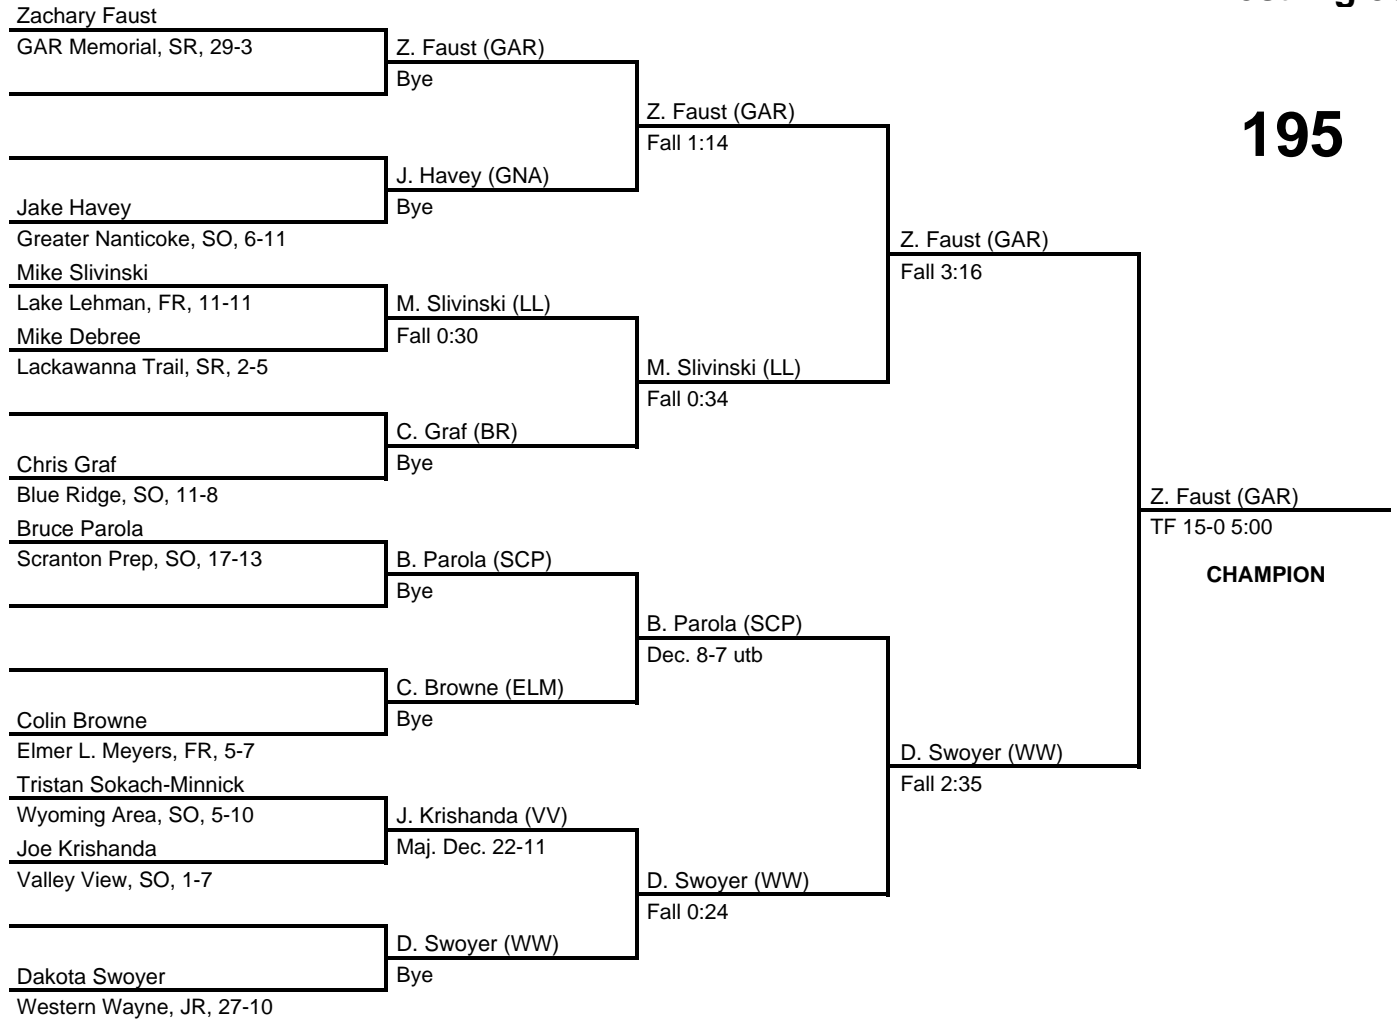 Zachary Faust
GAR Memorial, SR, 29-3
Z. Faust (GAR)
Bye
Z. Faust (GAR)
Fall 1:14
195
J. Havey (GNA)
Bye
Jake Havey
Greater Nanticoke, SO, 6-11
Z. Faust (GAR)
Fall 3:16
Mike Slivinski
Lake Lehman, FR, 11-11
M. Slivinski (LL)
Fall 0:30
Mike Debree
Lackawanna Trail, SR, 2-5
M. Slivinski (LL)
Fall 0:34
C. Graf (BR)
Bye
Chris Graf
Blue Ridge, SO, 11-8
Z. Faust (GAR)
TF 15-0 5:00
CHAMPION
Bruce Parola
Scranton Prep, SO, 17-13
B. Parola (SCP)
Bye
B. Parola (SCP)
Dec. 8-7 utb
C. Browne (ELM)
Bye
Colin Browne
Elmer L. Meyers, FR, 5-7
D. Swoyer (WW)
Fall 2:35
Tristan Sokach-Minnick
Wyoming Area, SO, 5-10
J. Krishanda (VV)
Maj. Dec. 22-11
Joe Krishanda
Valley View, SO, 1-7
D. Swoyer (WW)
Fall 0:24
D. Swoyer (WW)
Bye
Dakota Swoyer
Western Wayne, JR, 27-10